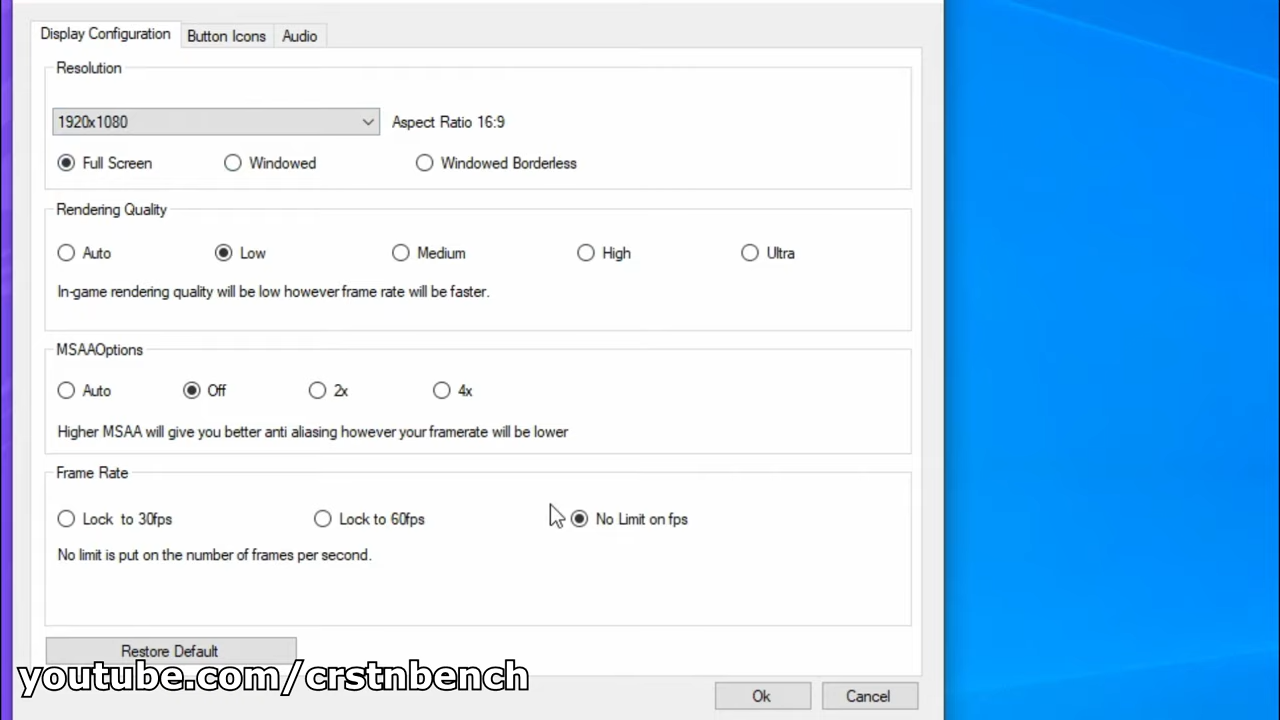 Display Configuration Button Icons Audio
Resolution
1920x1080 Aspect Ratio 16:9
Full Screen Windowed Windowed Borderless
Rendering Quality
Auto Low Medium High Ultra
In-game rendering quality will be low however frame rate will be faster.
MSAAOptions
Auto Off 2x 4x
Higher MSAA will give you better anti aliasing however your framerate will be lower
Frame Rate
Lock to 30fps Lock to 60fps No Limit on fps
No limit is put on the number of frames per second.
Restore Default
youtube.com/crstnbench
Ok Cancel